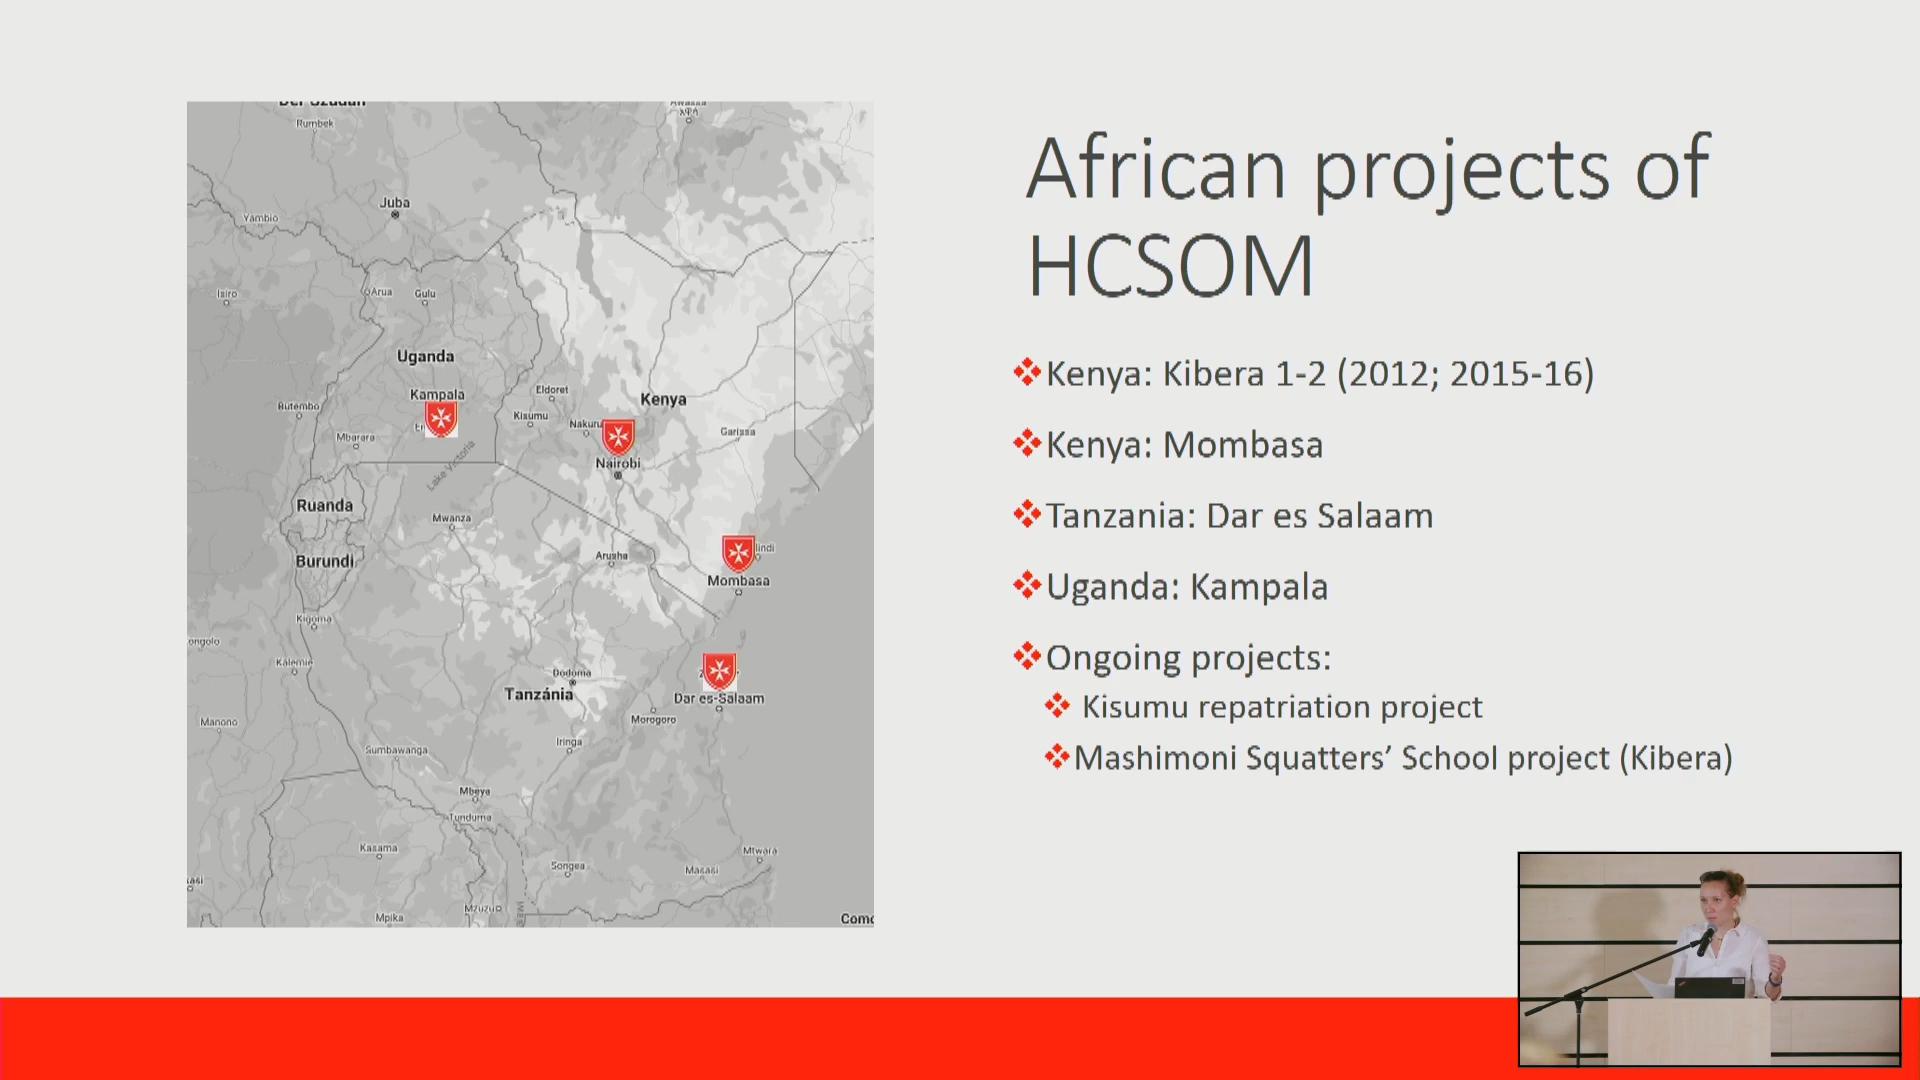 African projects of
HCSOM
Kenya: Kibera 1-2 (2012; 2015-16)
Kenya: Mombasa
Tanzania: Dar es Salaam
Uganda: Kampala
Ongoing projects:
Kisumu repatriation project
Mashimoni Squatters’ School project (Kibera)
Rumbek
Juba
Yambio
Isiro
Arua
Gulu
Uganda
Kampala
Eldoret
Kenya
Butembo
Kisumu
Nakuru
Garissa
Mbarara
Nairobi
Lake Victoria
Ruanda
Mwanza
Burundi
Arusha
lindi
Mombasa
Kigoma
ongolo
Kalemie
Dodoma
Tanzánia
Dar es-Salaam
Manono
Morogoro
Iringa
Sumbawanga
Mbeya
Tunduma
Kasama
Mtwara
Songea
Masasi
Mzuzu
Mpika
Como